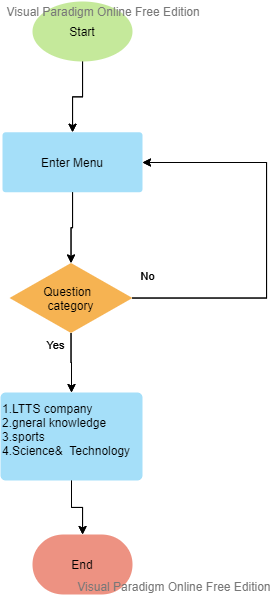 Visual Paradigm Online Free Edition
Start
Enter Menu
No
Question
category
Yes
1.LTTS company
2.gneral knowledge
3.sports
4.Science&  Technology
End
Visual Paradigm Online Free Edition